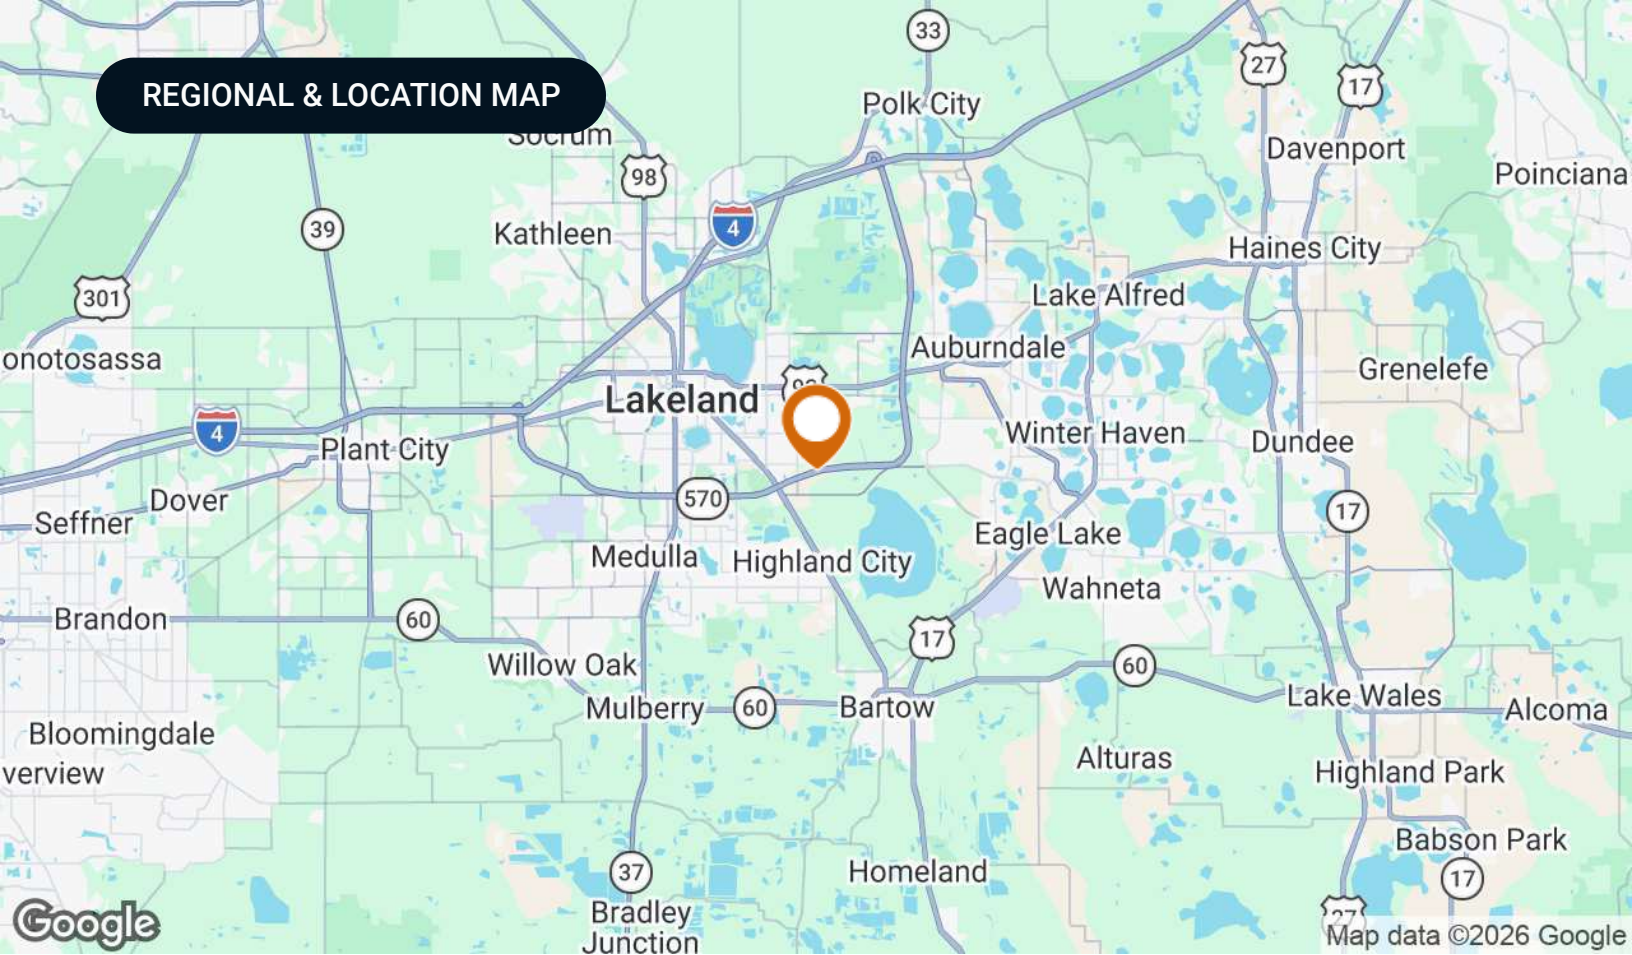 REGIONAL & LOCATION MAP
33
27
17
Polk City
Socrum
Davenport
98
Poinciana
4
39
Kathleen
Haines City
301
Lake Alfred
onotosassa
Auburndale
Grenelefe
Lakeland
4
Plant City
Winter Haven
Dundee
Dover
570
17
Seffner
Eagle Lake
Medulla
Highland City
Wahneta
Brandon
60
17
Willow Oak
60
Lake Wales
Mulberry
60
Bartow
Alcoma
Bloomingdale
Alturas
verview
Highland Park
Babson Park
37
Homeland
17
Bradley
Junction
27
Google
Map data ©2026 Google